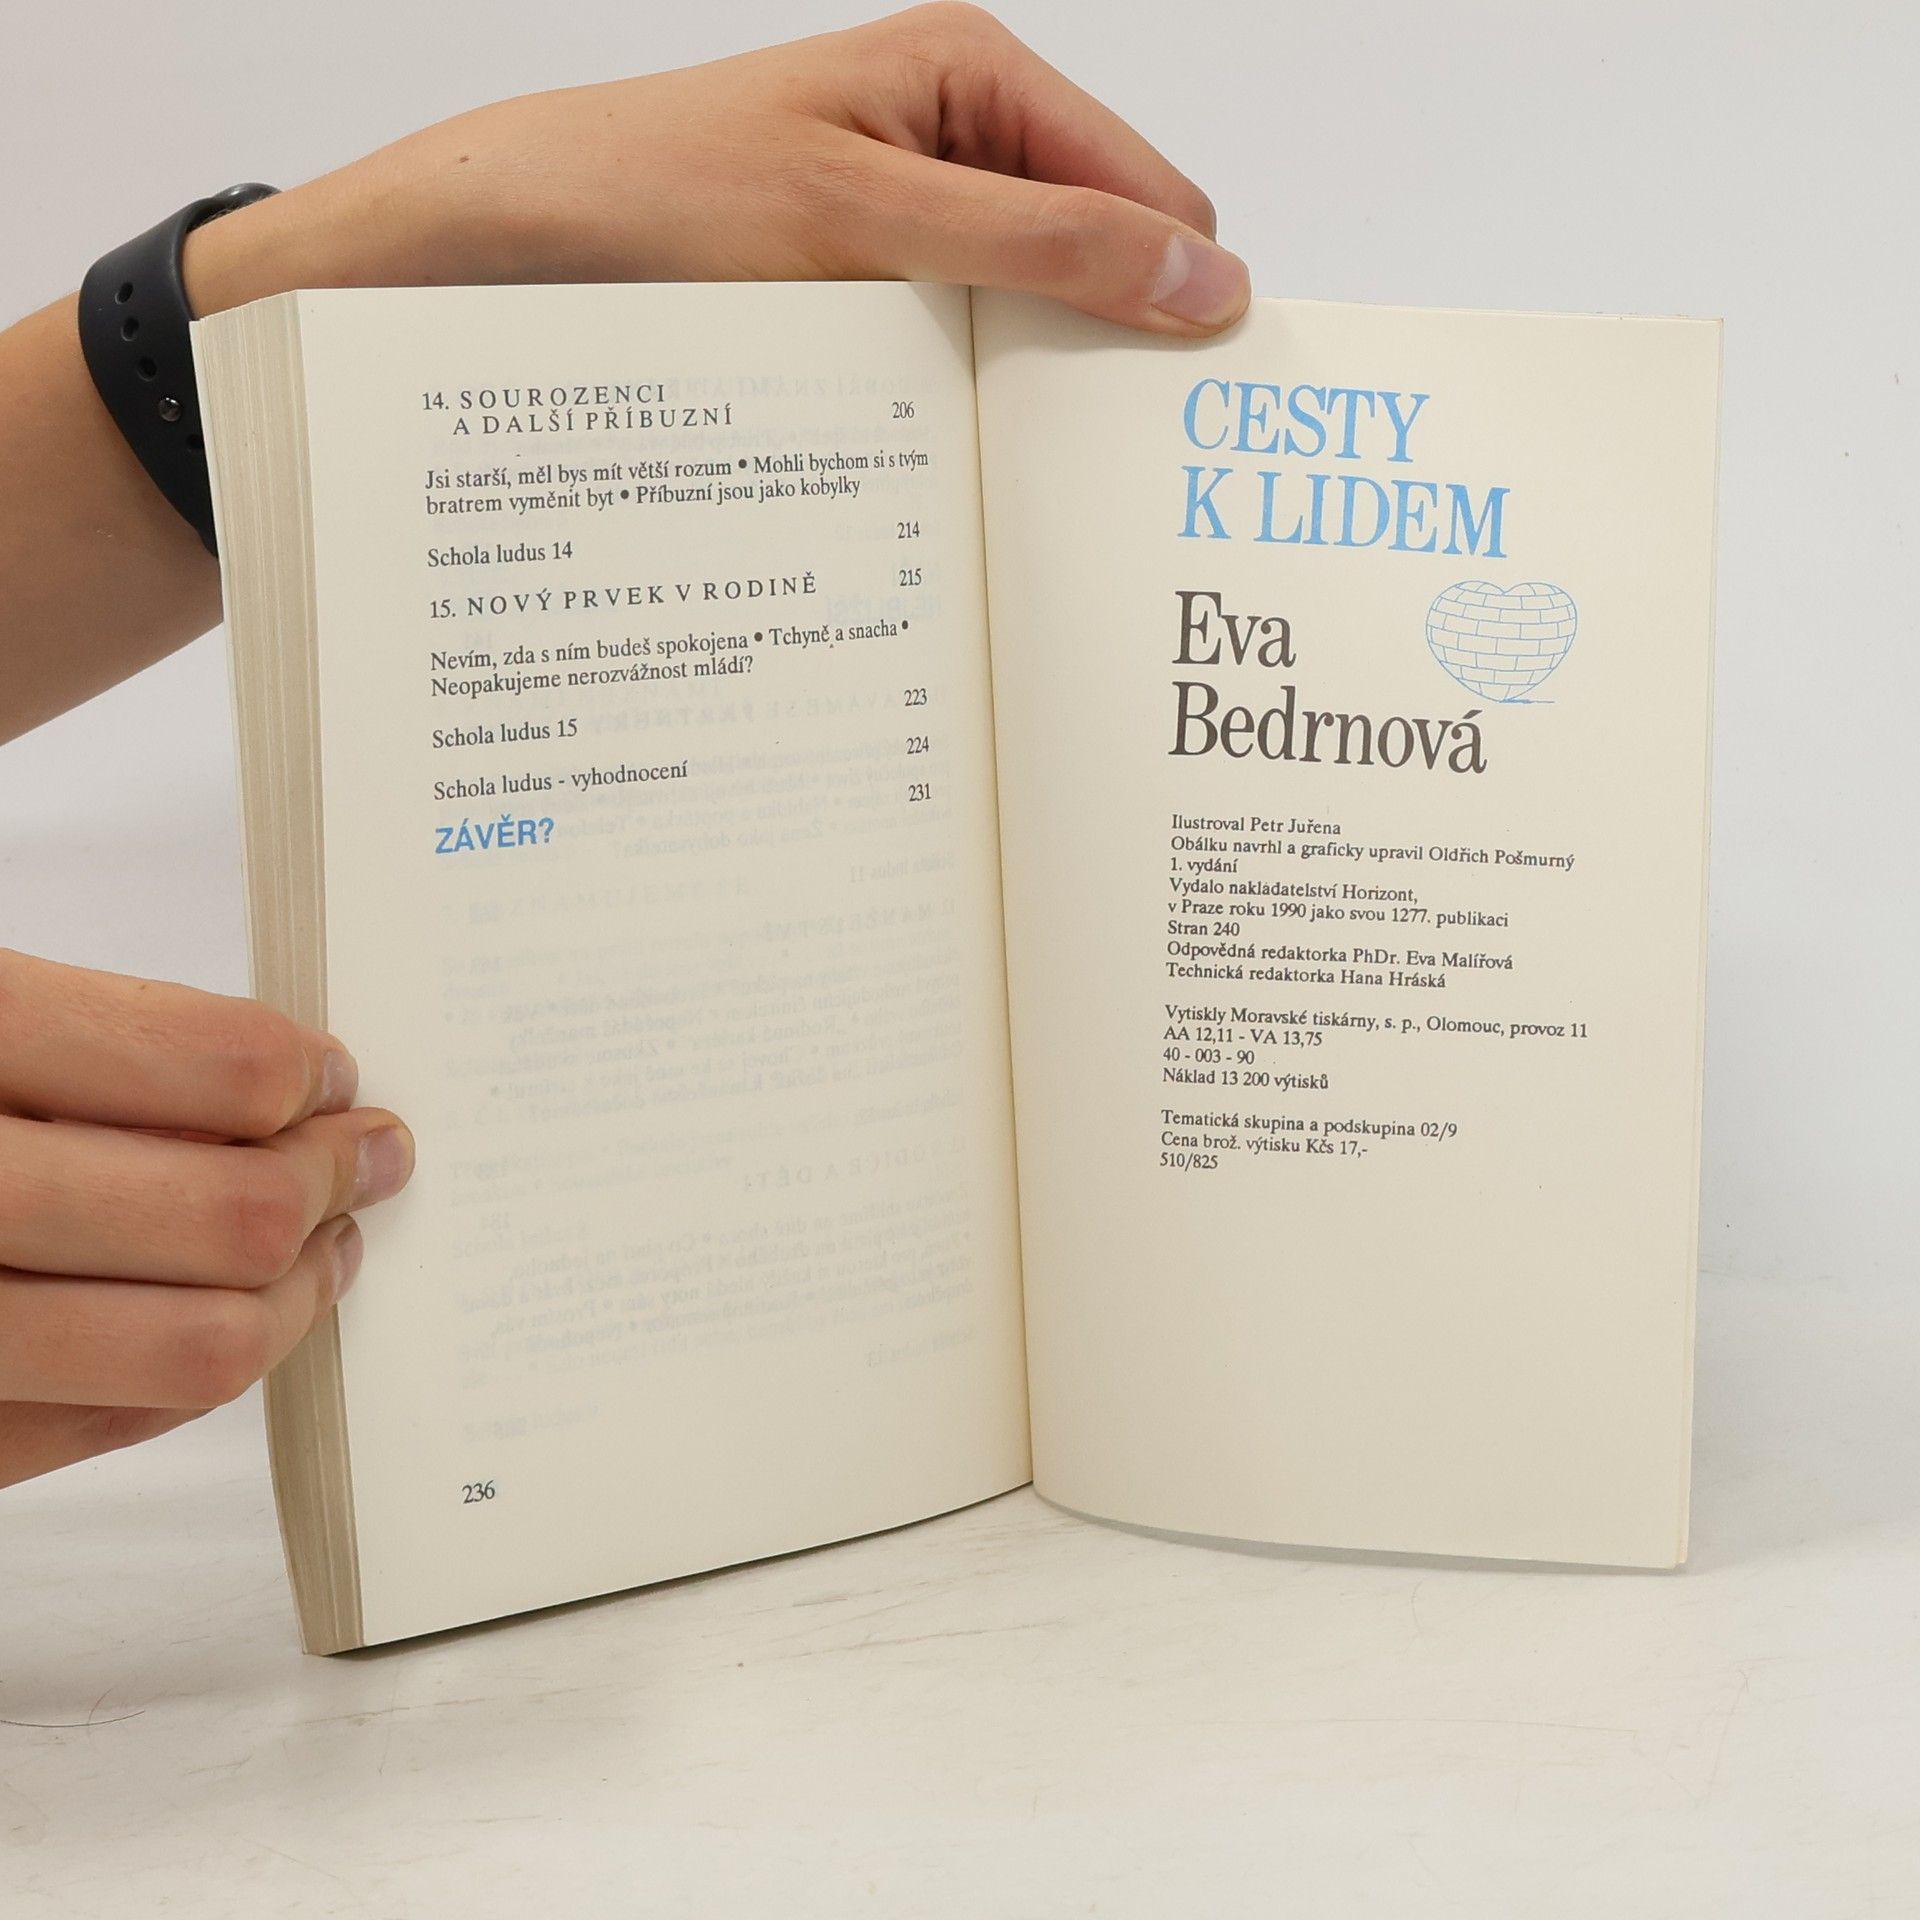 14. SOUROZENCI
A DALŠÍ PŘÍBUZNÍ 206
Jsi starší, měl bys mít větší rozum • Mohli bychom si s tvým
bratrem vyměnit byt • Příbuzní jsou jako kobylky
Schola ludus 14 214
15. NOVÝ PRVEK V RODINĚ 215
Nevím, zda s ním budeš spokojena • Tchyně a snacha •
Neopakujeme nerozvážnost mládí?
Schola ludus 15 223
Schola ludus - vyhodnocení 224
ZÁVĚR? 231
236
CESTY
K LIDEM
Eva
Bedrnová
Ilustroval Petr Juřena
Obálku navrhl a graficky upravil Oldřich Pošmurný
1. vydání
Vydalo nakladatelství Horizont,
v Praze roku 1990 jako svou 1277. publikaci
Stran 240
Odpovědná redaktorka PhDr. Eva Malířová
Technická redaktorka Hana Hráská
Vytiskly Moravské tiskárny, s. p., Olomouc, provoz 11
AA 12,11 - VA 13,75
40 - 003 - 90
Náklad 13 200 výtisků
Tematická skupina a podskupina 02/9
Cena brož. výtisku Kčs 17,-
510/825